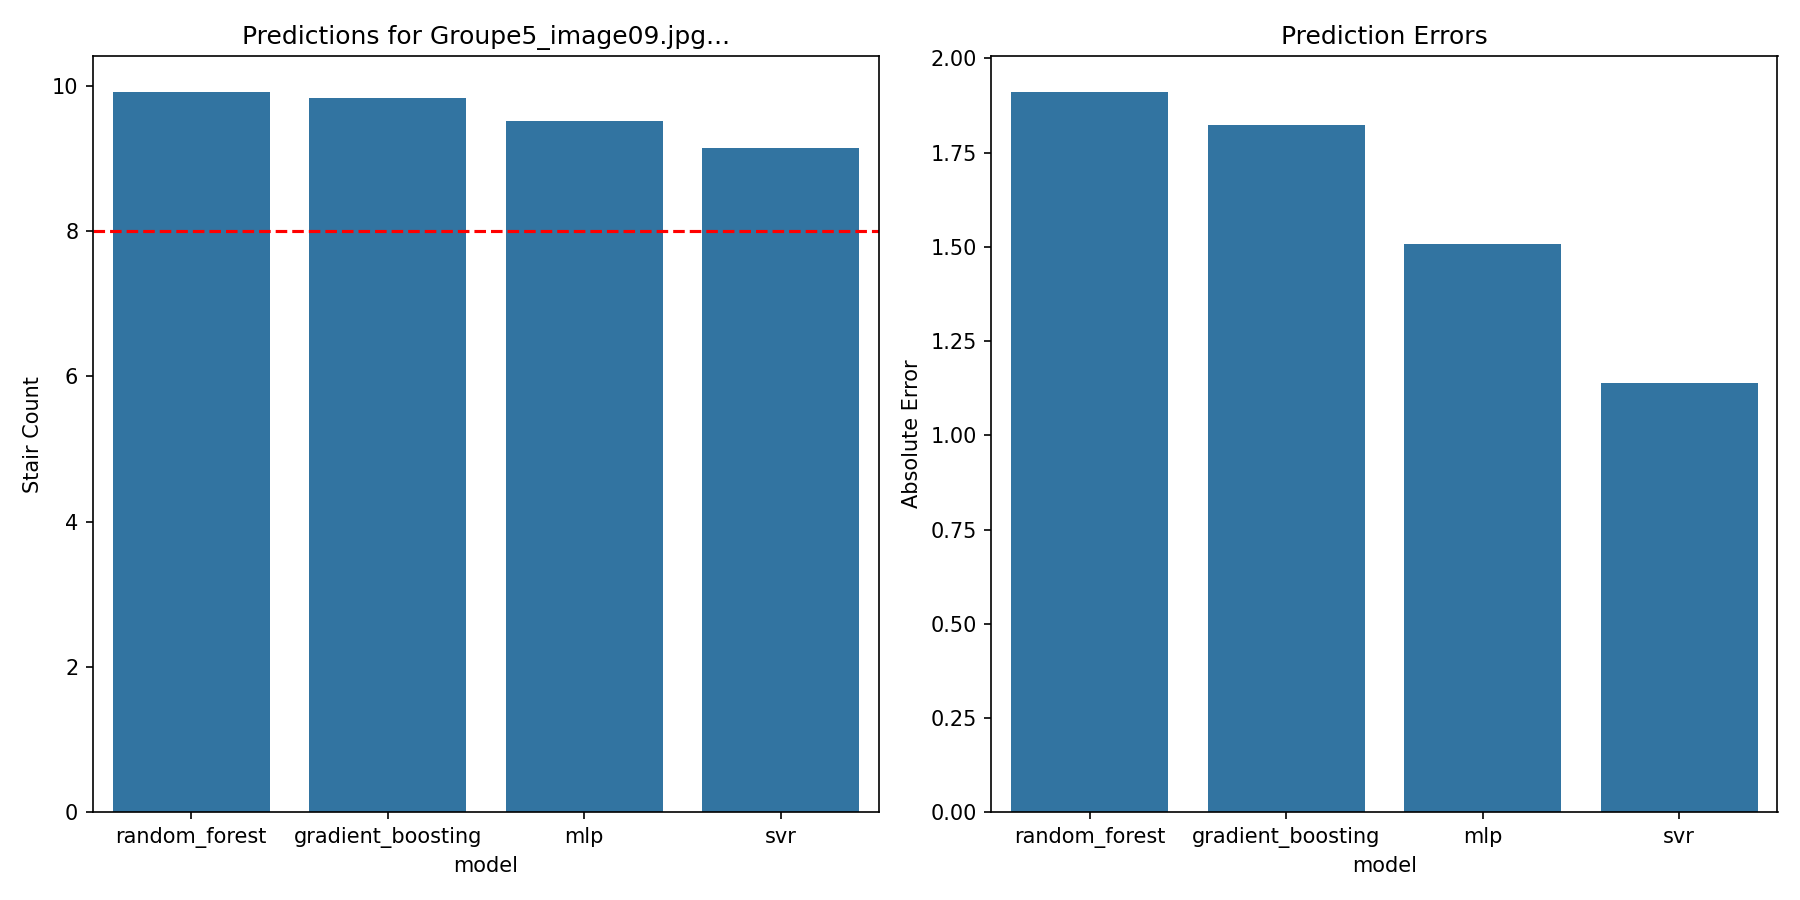 Predictions for Groupe5_image09.jpg...
Stair Count
10
8
6
4
2
0
random_forest gradient_boosting mlp svr
model
Prediction Errors
Absolute Error
2.00
1.75
1.50
1.25
1.00
0.75
0.50
0.25
0.00
random_forest gradient_boosting mlp svr
model